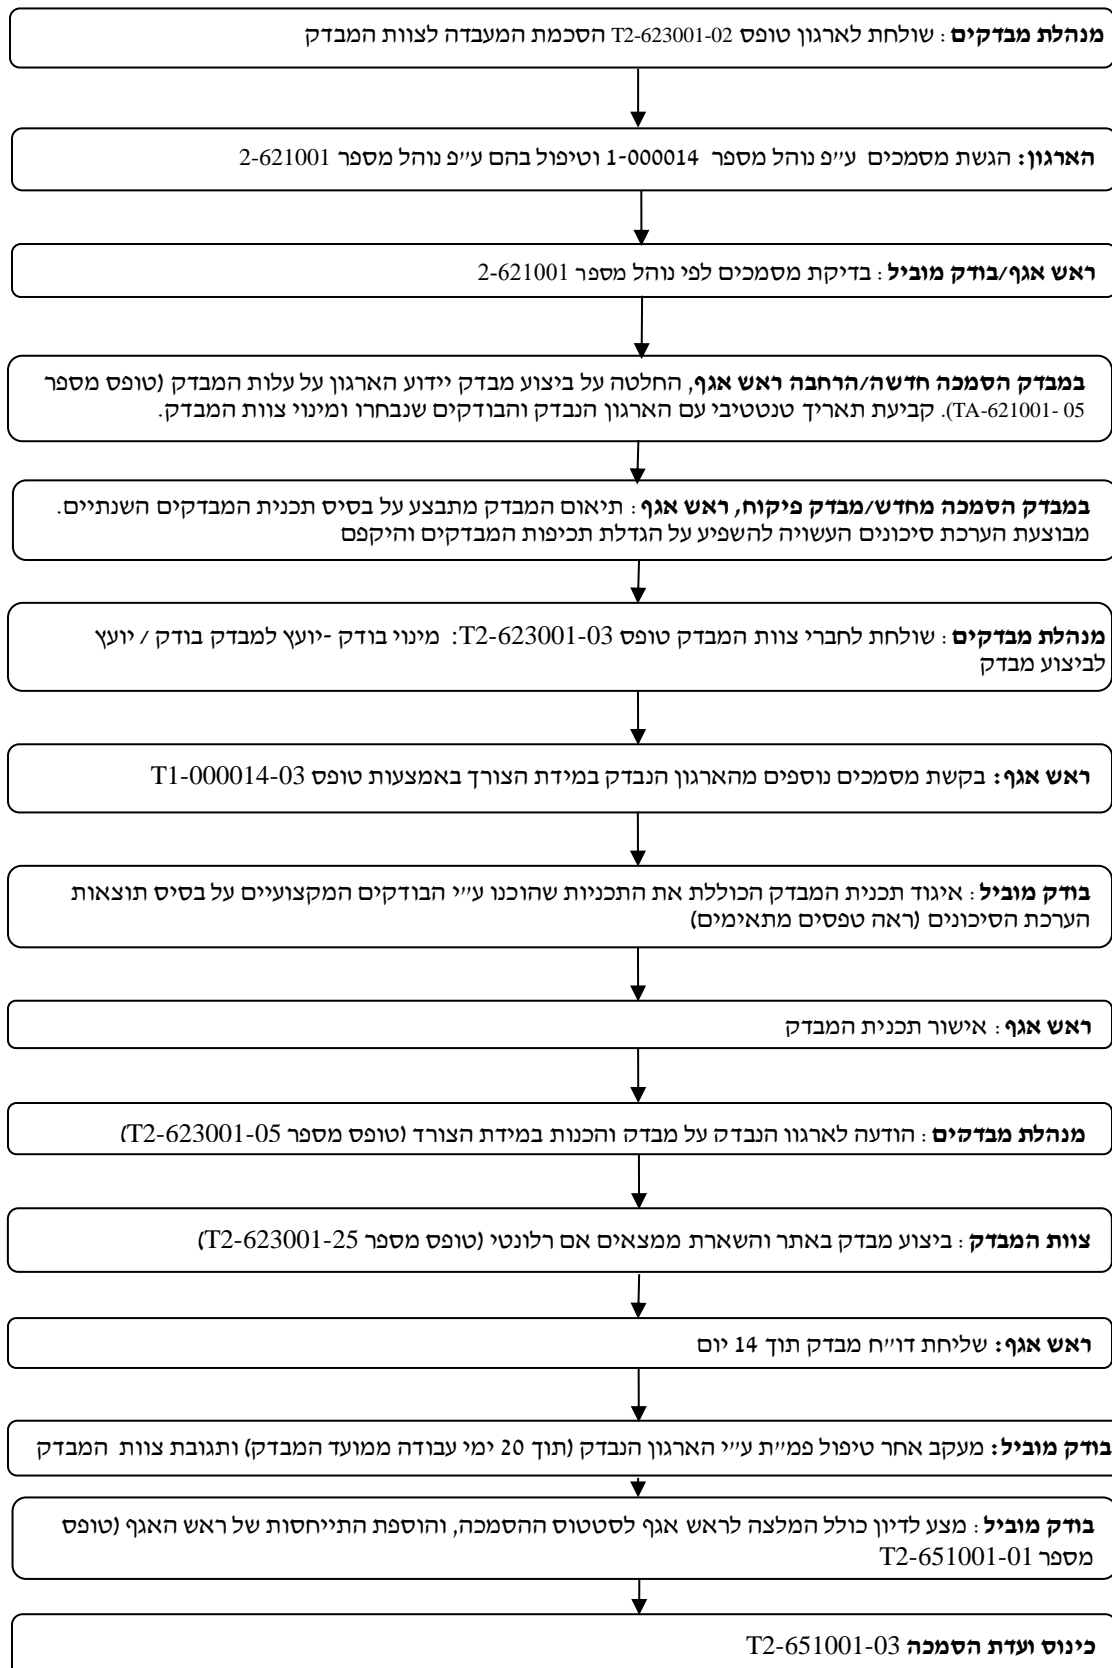 מנהלת מבדקים : שולחת לארגון טופס T2-623001-02 הסכמת המעבדה לצוות המבדק
הארגון: הגשת מסמכים ע״פ נוהל מספר 1-000014 וטיפול בהם ע״פ נוהל מספר 2-621001
ראש אגף/בודק מוביל : בדיקת מסמכים לפי נוהל מספר 2-621001
במבדק הסמכה חדשה/הרחבה ראש אגף, החלטה על ביצוע מבדק יידוע הארגון על עלות המבדק (טופס מספר
TA-621001- 05). קביעת תאריך טנטטיבי עם הארגון הנבדק והבודקים שנבחרו ומינוי צוות המבדק.
במבדק הסמכה מחדש/מבדק פיקוח, ראש אגף : תיאום המבדק מתבצע על בסיס תכנית המבדקים השנתיים.
מבוצעת הערכת סיכונים העשויה להשפיע על הגדלת תכיפות המבדקים והיקפם
מנהלת מבדקים : שולחת לחברי צוות המבדק טופס T2-623001-03: מינוי בודק -יועץ למבדק בודק / יועץ
לביצוע מבדק
ראש אגף: בקשת מסמכים נוספים מהארגון הנבדק במידת הצורך באמצעות טופס T1-000014-03
בודק מוביל : איגוד תכנית המבדק הכוללת את התכניות שהוכנו ע״י הבודקים המקצועיים על בסיס תוצאות
הערכת הסיכונים (ראה טפסים מתאימים)
ראש אגף : אישור תכנית המבדק
מנהלת מבדקים : הודעה לארגון הנבדק על מבדק והכנות במידת הצורך (טופס מספר T2-623001-05)
צוות המבדק : ביצוע מבדק באתר והשארת ממצאים אם רלונטי (טופס מספר T2-623001-25)
ראש אגף: שליחת דו״ח מבדק תוך 14 יום
בודק מוביל: מעקב אחר טיפול פמ״ת ע״י הארגון הנבדק (תוך 20 ימי עבודה ממועד המבדק) ותגובת צוות המבדק
בודק מוביל : מצע לדיון כולל המלצה לראש אגף לסטטוס ההסמכה, והוספת התייחסות של ראש האגף (טופס
מספר T2-651001-01
כינוס ועדת הסמכה T2-651001-03